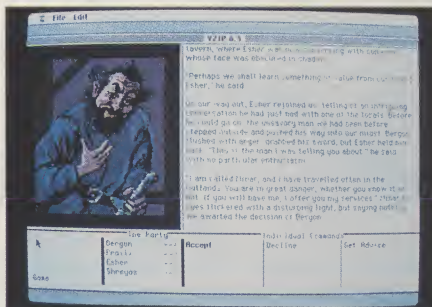 File Edit
YZIP 6.5
tavern, where Esher was conversing with someone
whose face was obscured in shadow.
"Perhaps we shall learn something of value from
Esher," he said.
On our way out, Esher rejoined us, telling of an intriguing
conversation he had just had with one of the locals. Before
he could go on, the unsavory man we had seen before
stepped outside and pushed his way into our midst. Bergon,
flushed with anger, grabbed his sword, but Esher held him
back. "This is the man I was telling you about," he said
with no particular enthusiasm.
"I am called and have travelled often in the
You are in great danger, whether you know it or
not. If you will have me, I offer you my services."
eyes flickered with a disturbing light, but saying nothing
we awaited the decision of Bergon.
The Party
Individual Commands
Bergon ---
Praxix ---
Esher ---
Shreyas ---
Accept
Decline
Get Advice
Game